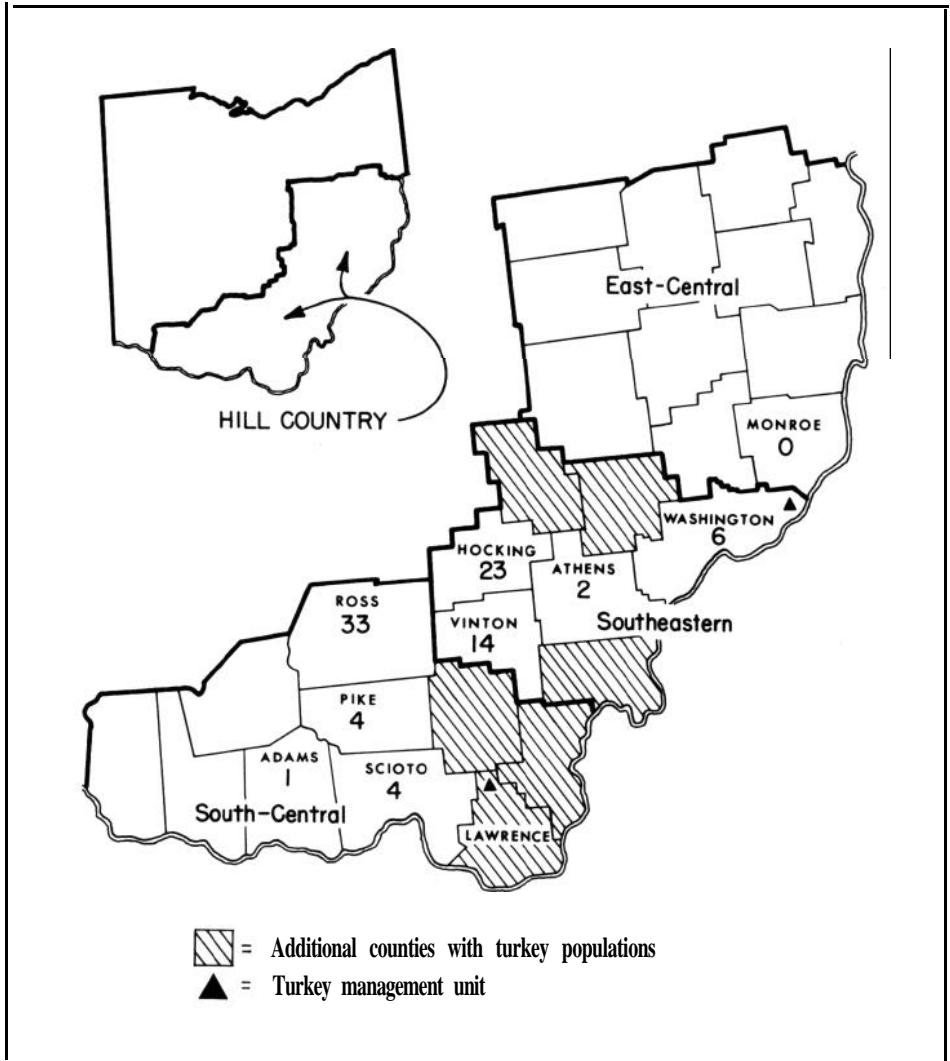 HILL COUNTRY
East-Central
MONROE
0
WASHINGTON
6
HOCKING
23
ATHENS
2
ROSS
33
VINTON
14
Southeastern
PIKE
4
ADAMS
1
SCIOTO
4
South-Central
LAWRENCE
= Additional counties with turkey populations
= Turkey management unit